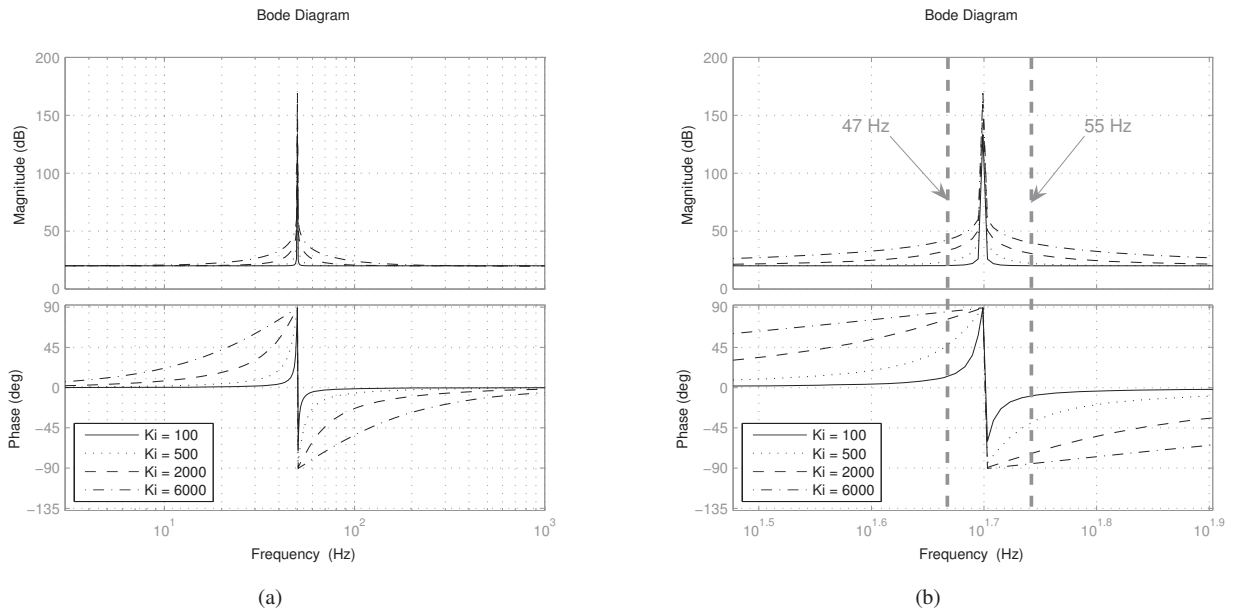 Bode Diagram
200
150
100
50
0
Magnitude (dB)
90
45
0
−45
−90
−135
Phase (deg)
Ki = 100
Ki = 500
Ki = 2000
Ki = 6000
10^1
10^2
10^3
Frequency (Hz)
(a)
Bode Diagram
200
150
100
50
0
Magnitude (dB)
47 Hz
55 Hz
90
45
0
−45
−90
−135
Phase (deg)
Ki = 100
Ki = 500
Ki = 2000
Ki = 6000
10^1.5
10^1.6
10^1.7
10^1.8
10^1.9
Frequency (Hz)
(b)